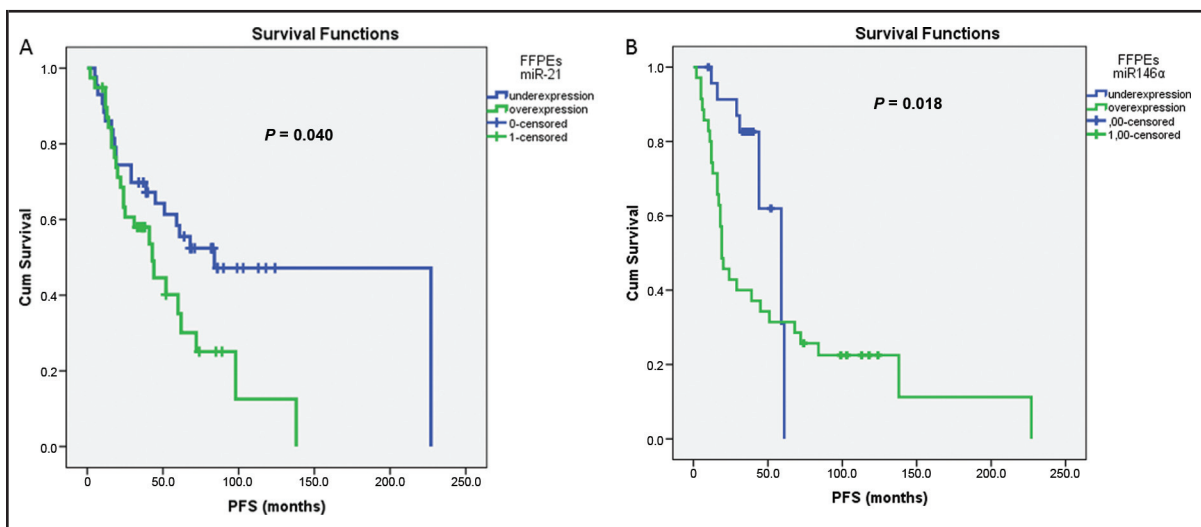 A
Survival Functions
FFPEs
miR-21
underexpression
overexpression
0-censored
1-censored
P = 0.040
Cum Survival
1.0
0.8
0.6
0.4
0.2
0.0
0
50.0
100.0
150.0
200.0
250.0
PFS (months)
B
Survival Functions
FFPEs
miR146α
underexpression
overexpression
,00-censored
1,00-censored
P = 0.018
Cum Survival
1.0
0.8
0.6
0.4
0.2
0.0
0
50.0
100.0
150.0
200.0
250.0
PFS (months)